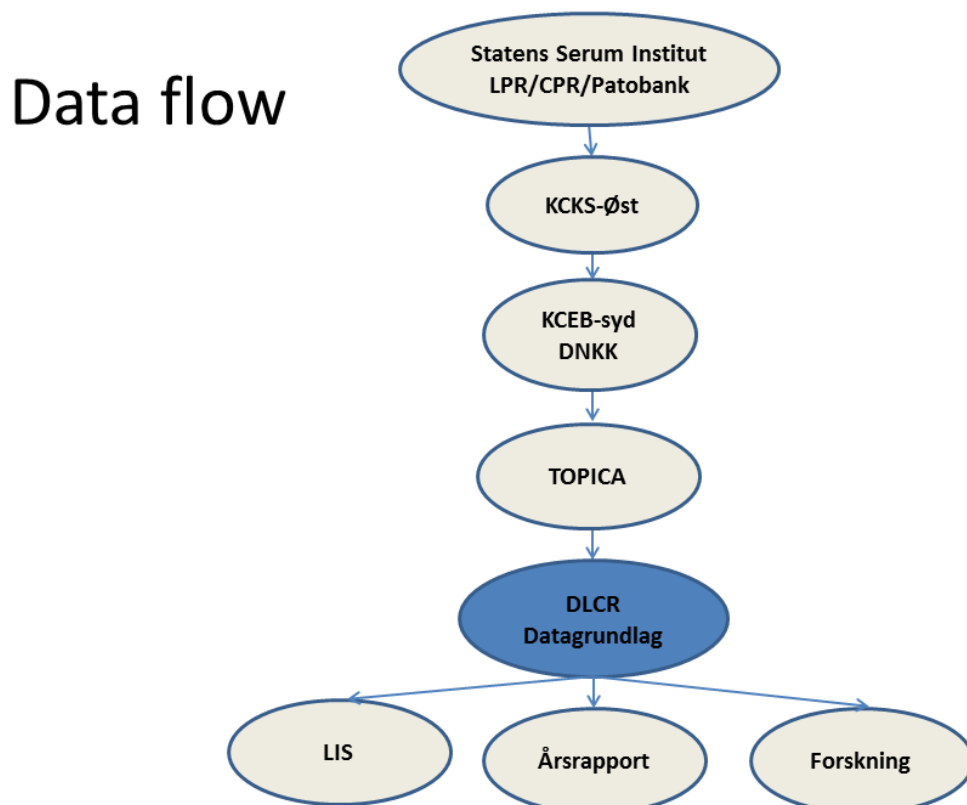 Data flow
Statens Serum Institut
LPR/CPR/Patobank
KCKS-Øst
KCEB-syd
DNKK
TOPICA
DLCR
Datagrundlag
LIS
Årsrapport
Forskning